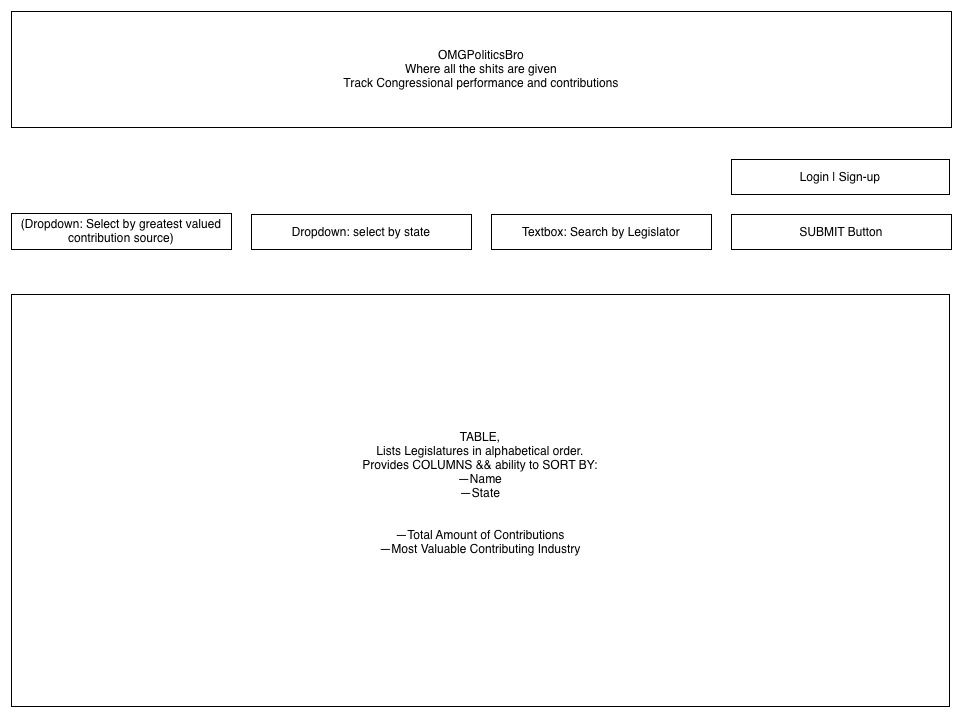 OMGPoliticsBro
Where all the shits are given
Track Congressional performance and contributions
Login | Sign-up
(Dropdown: Select by greatest valued
contribution source)
Dropdown: select by state
Textbox: Search by Legislator
SUBMIT Button
TABLE,
Lists Legislatures in alphabetical order.
Provides COLUMNS && ability to SORT BY:
—Name
—State
—Total Amount of Contributions
—Most Valuable Contributing Industry